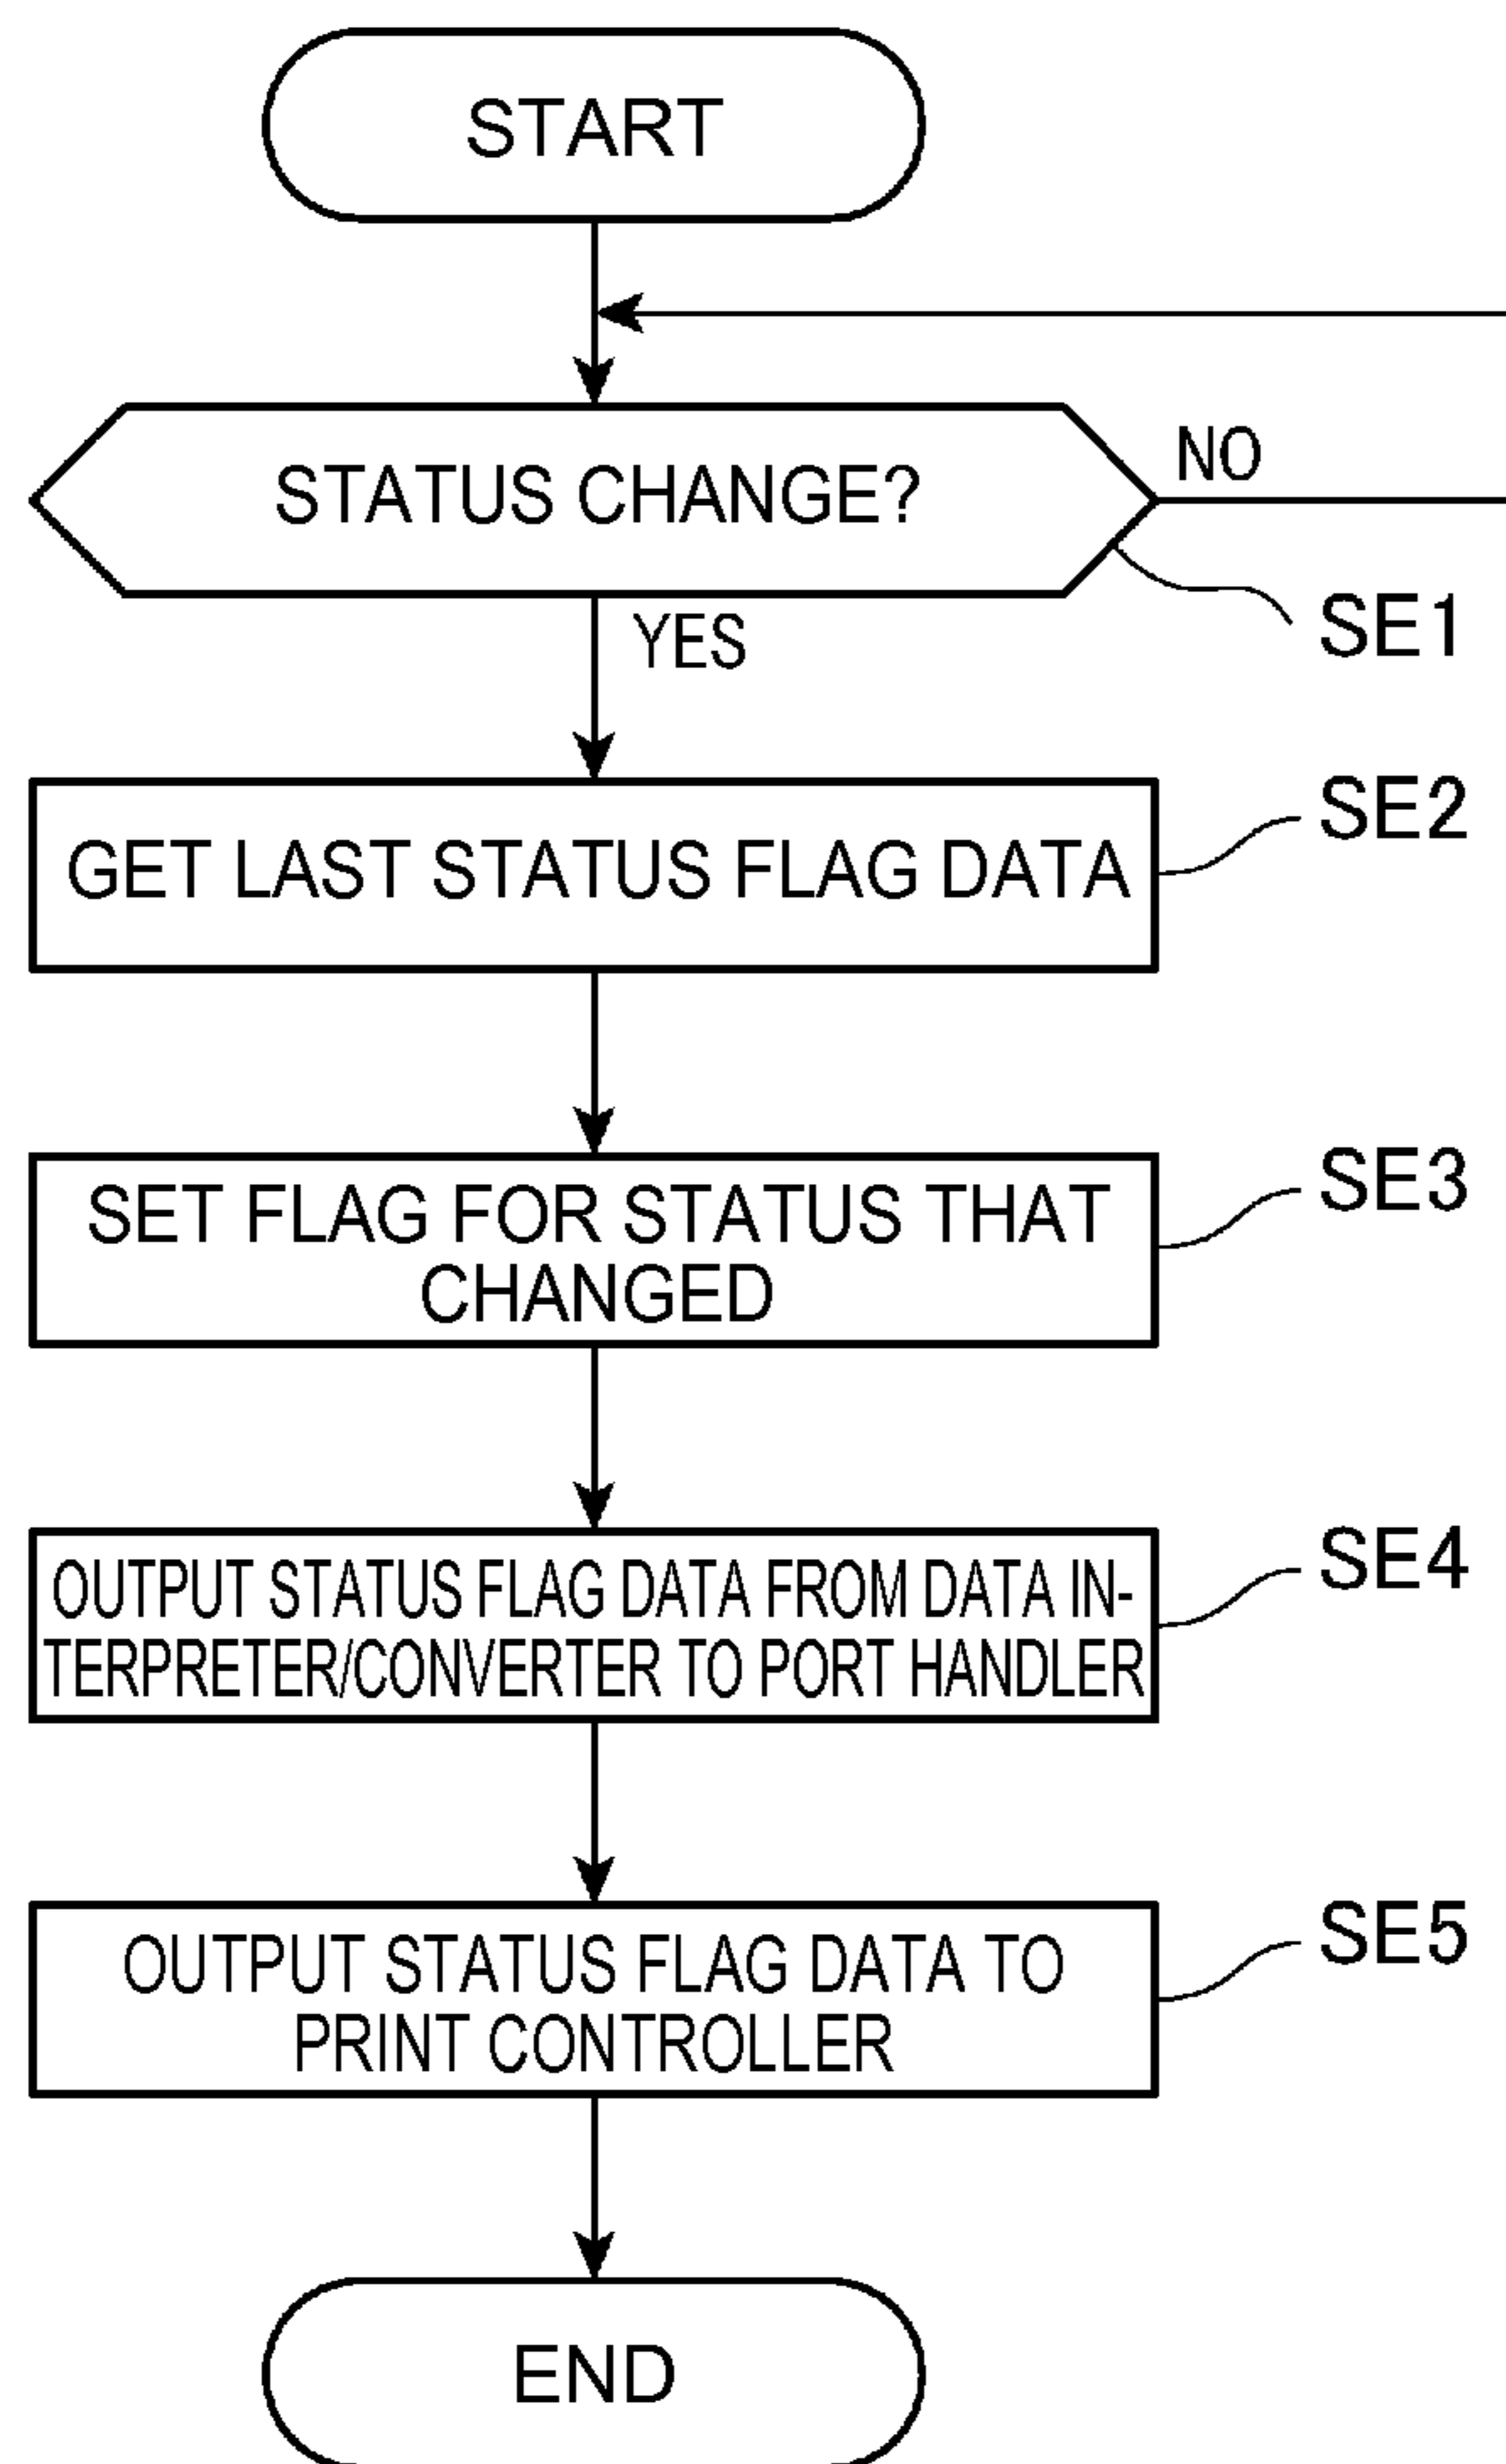 START
STATUS CHANGE?
NO
SE1
YES
GET LAST STATUS FLAG DATA
SE2
SET FLAG FOR STATUS THAT
CHANGED
SE3
OUTPUT STATUS FLAG DATA FROM DATA IN-
TERPRETER/CONVERTER TO PORT HANDLER
SE4
OUTPUT STATUS FLAG DATA TO
PRINT CONTROLLER
SE5
END